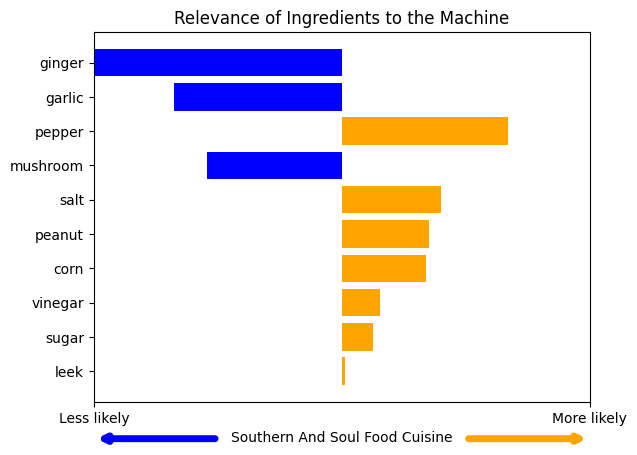 Relevance of Ingredients to the Machine
ginger
garlic
pepper
mushroom
salt
peanut
corn
vinegar
sugar
leek
Less likely
More likely
Southern And Soul Food Cuisine